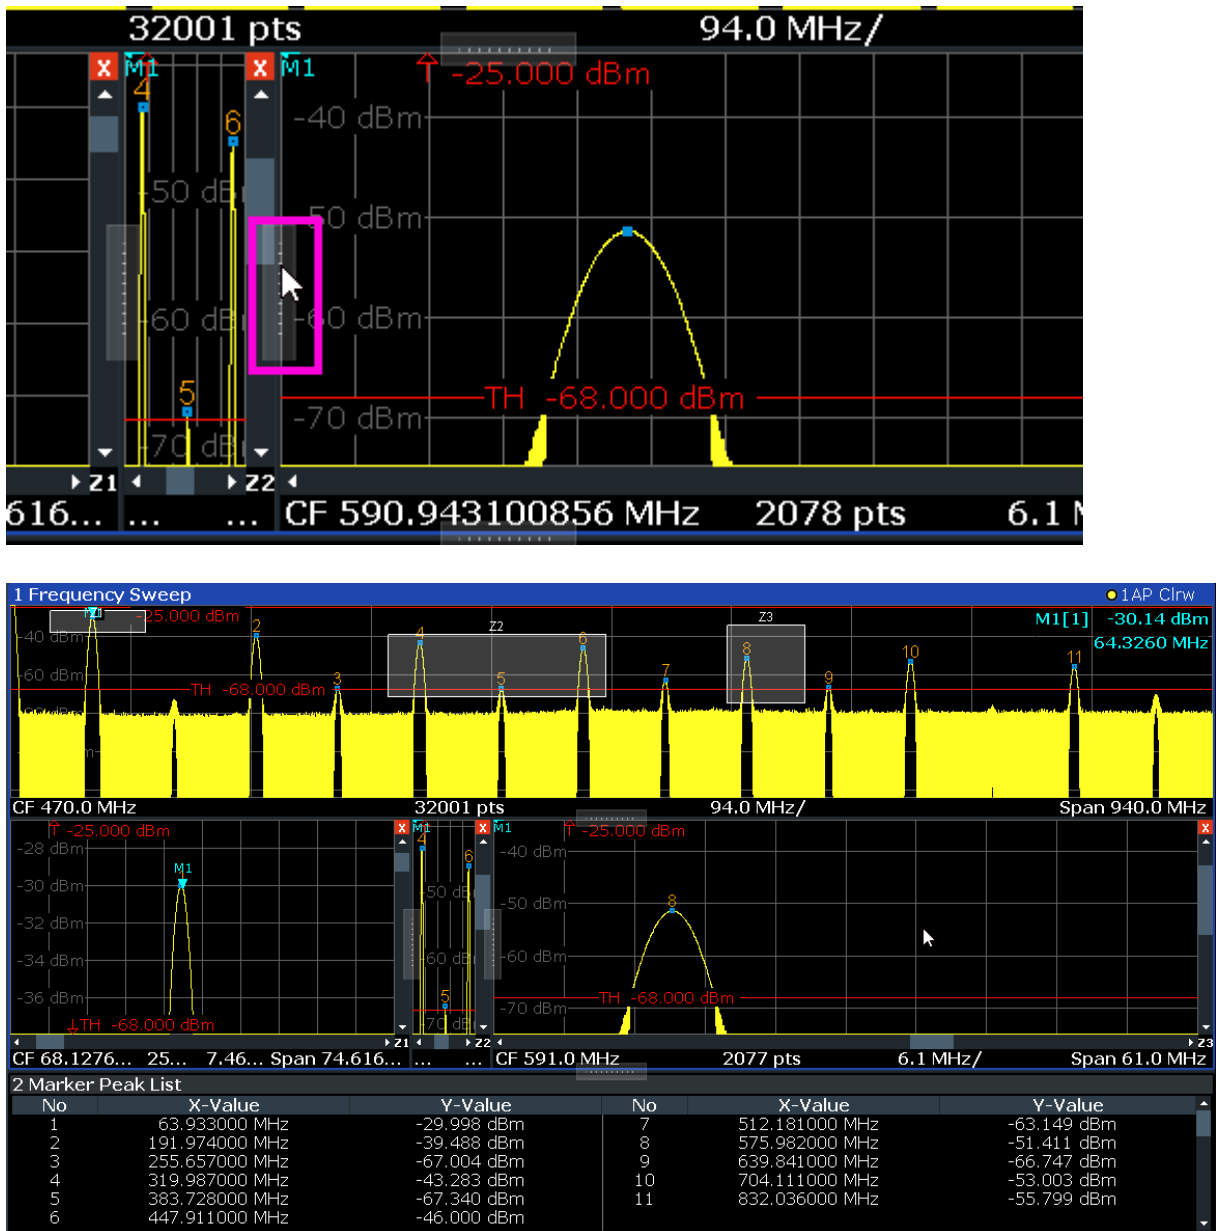 32001 pts 94.0 MHz/
X M1 X M1 T -25.000 dBm
4
-40 dBm
6
-50 dB
-50 dBm
-60 dB -60 dBm
5 TH -68.000 dBm
-70 dB -70 dBm
Z1 Z2
616... ... ... CF 590.943100856 MHz 2078 pts 6.1 M
1 Frequency Sweep 1AP Clrw
M1 -25.000 dBm Z2 Z3 M1[1] -30.14 dBm
-40 dBm 2 4 6 8 10 11 64.3260 MHz
-60 dBm 3 5 7 9
TH -68.000 dBm
-80 dBm
CF 470.0 MHz 32001 pts 94.0 MHz/ Span 940.0 MHz
T -25.000 dBm X M1 X M1 T -25.000 dBm X
-28 dBm 4 -40 dBm
M1 6
-30 dBm -50 dB -50 dBm 8
-32 dBm
-34 dBm -60 dB -60 dBm
-36 dBm 5 TH -68.000 dBm
TH -68.000 dBm -70 dB -70 dBm
Z1 Z2 Z3
CF 68.1276... 25... 7.46... Span 74.616... ... ... CF 591.0 MHz 2077 pts 6.1 MHz/ Span 61.0 MHz
2 Marker Peak List
No X-Value Y-Value No X-Value Y-Value
1 63.933000 MHz -29.998 dBm 7 512.181000 MHz -63.149 dBm
2 191.974000 MHz -39.488 dBm 8 575.982000 MHz -51.411 dBm
3 255.657000 MHz -67.004 dBm 9 639.841000 MHz -66.747 dBm
4 319.987000 MHz -43.283 dBm 10 704.111000 MHz -53.003 dBm
5 383.728000 MHz -67.340 dBm 11 832.036000 MHz -55.799 dBm
6 447.911000 MHz -46.000 dBm